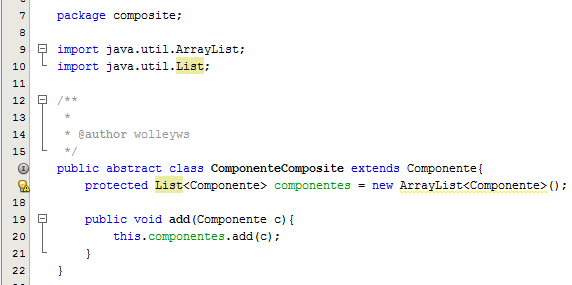 7 package composite;
8
9 import java.util.ArrayList;
10 import java.util.List;
11
12 /**
13  *
14  * @author wolleyws
15  */
public abstract class ComponenteComposite extends Componente{
    protected List<Componente> componentes = new ArrayList<Componente>();
18
19     public void add(Componente c){
20         this.componentes.add(c);
21     }
22 }